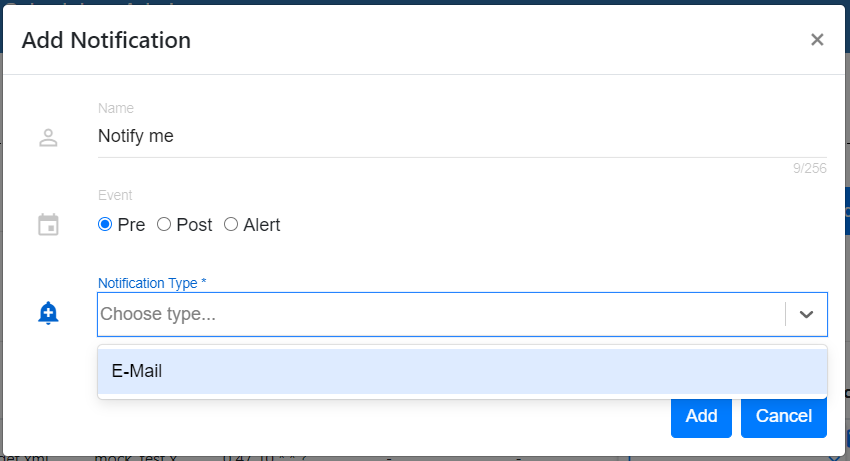 Add Notification
×
Name
Notify me
9/256
Event
Pre Post Alert
Notification Type *
Choose type...
E-Mail
Add Cancel